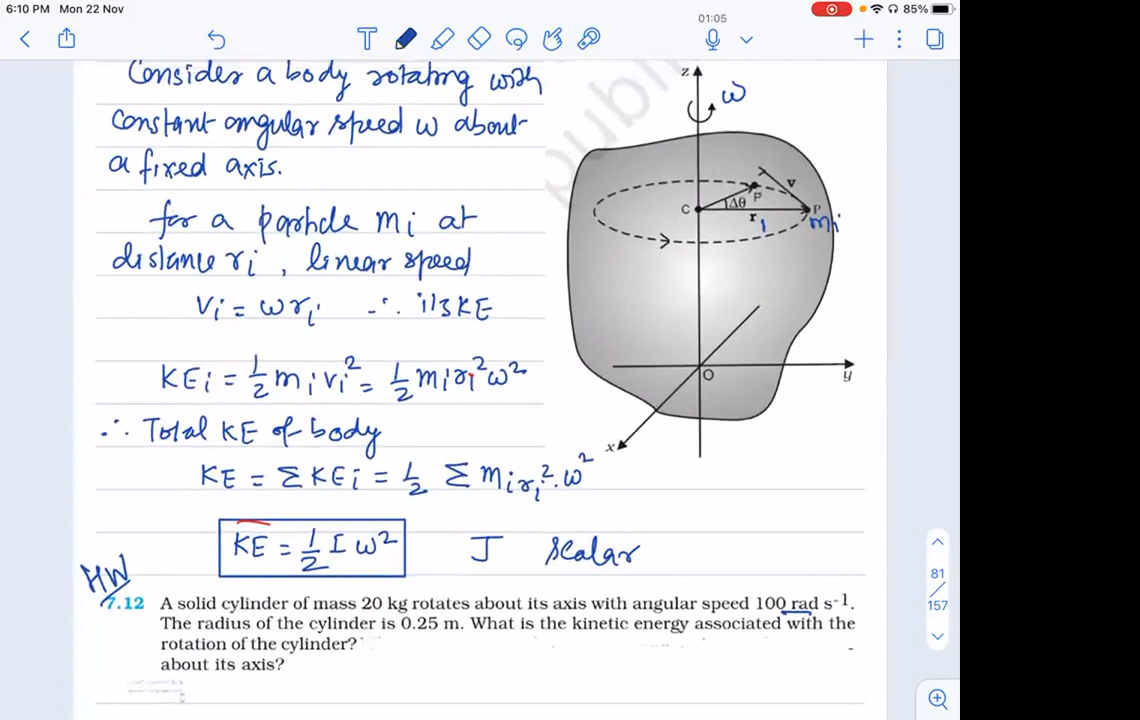 6:10 PM Mon 22 Nov
85%
01:05
T
Consider a body rotating with
constant angular speed ω about
a fixed axis.
for a particle mi at
distance ri , linear speed
Vi = ωri ∴ its KE
KEi = 1/2 mi vi² = 1/2 mi ri² ω²
∴ Total KE of body
KE = Σ KEi = 1/2 Σ mi ri². ω²
KE = 1/2 I ω² J scalar
z
ω
publi
v
P'
C Δθ P
r i mi
O
y
x
HW
7.12 A solid cylinder of mass 20 kg rotates about its axis with angular speed 100 rad s⁻¹.
The radius of the cylinder is 0.25 m. What is the kinetic energy associated with the
rotation of the cylinder?
about its axis?
81
157